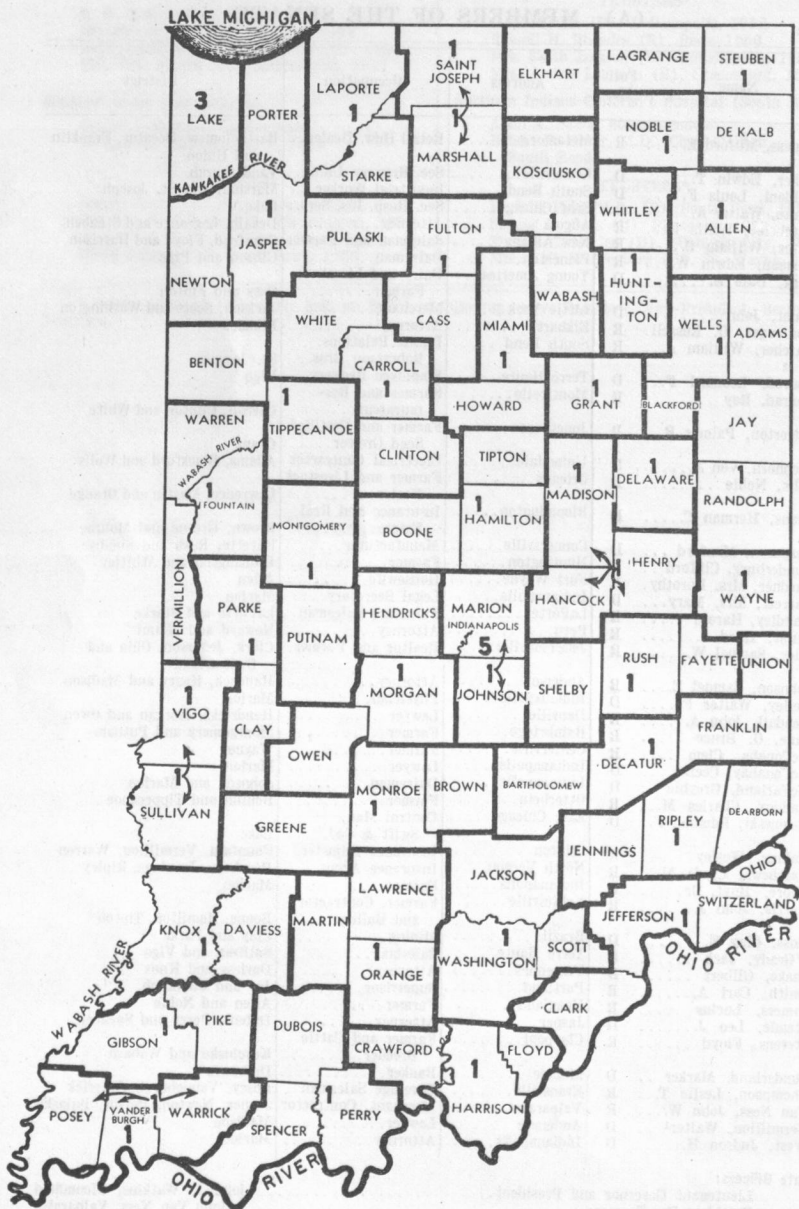 LAKE MICHIGAN
LAGRANGE
STEUBEN
1
1
SAINT
JOSEPH
1
ELKHART
LAPORTE
1
3
LAKE
PORTER
1
NOBLE
1
DE KALB
MARSHALL
KANKAKEE
RIVER
STARKE
KOSCIUSKO
1
WHITLEY
1
ALLEN
JASPER
PULASKI
FULTON
1
NEWTON
WABASH
1
HUNT-
ING-
TON
WHITE
CASS
MIAMI
1
WELLS
1
ADAMS
BENTON
CARROLL
1
HOWARD
1
GRANT
BLACKFORD
JAY
WARREN
1
TIPPECANOE
CLINTON
TIPTON
1
MADISON
1
DELAWARE
1
RANDOLPH
WABASH RIVER
1
FOUNTAIN
MONTGOMERY
BOONE
1
HAMILTON
HENRY
1
WAYNE
VERMILLION
PARKE
PUTNAM
HENDRICKS
MARION
INDIANAPOLIS
5
HANCOCK
RUSH
FAYETTE
UNION
1
MORGAN
JOHNSON
SHELBY
1
VIGO
CLAY
OWEN
FRANKLIN
DECATUR
1
1
SULLIVAN
MONROE
1
BROWN
BARTHOLOMEW
GREENE
DEARBORN
RIPLEY
1
JENNINGS
JACKSON
OHIO
LAWRENCE
SWITZERLAND
JEFFERSON
1
MARTIN
KNOX
1
DAVIESS
1
ORANGE
1
WASHINGTON
SCOTT
OHIO RIVER
WABASH RIVER
CLARK
PIKE
DUBOIS
GIBSON
CRAWFORD
FLOYD
1
HARRISON
POSEY
VANDER
BURGH
1
WARRICK
SPENCER
1
PERRY
OHIO RIVER